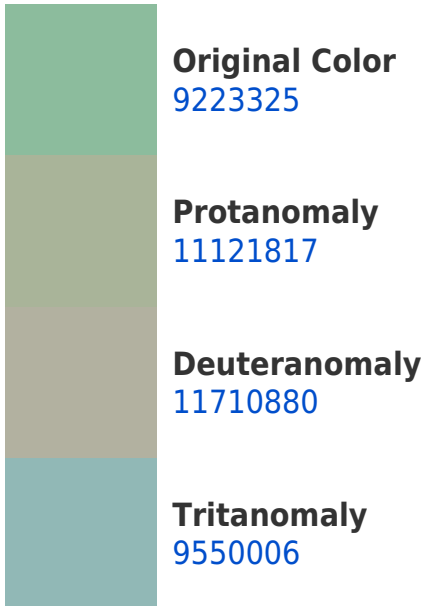 Original Color
9223325
Protanomaly
11121817
Deuteranomaly
11710880
Tritanomaly
9550006